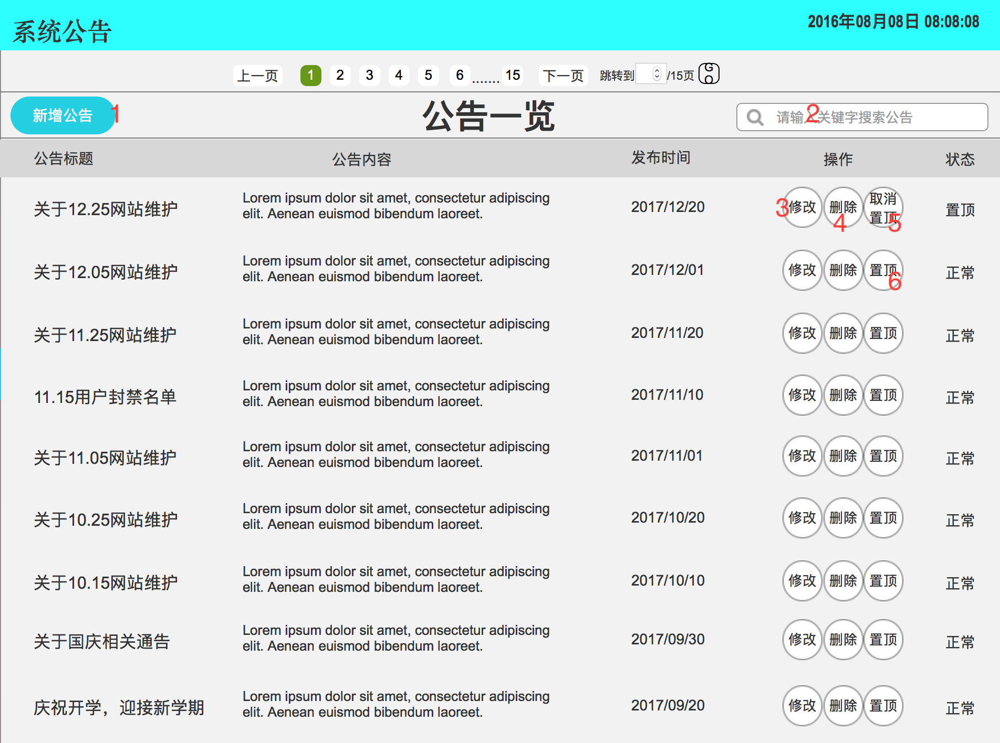 系统公告
2016年08月08日 08:08:08
上一页 1 2 3 4 5 6 ....... 15 下一页 跳转到 /15页 GO
新增公告 1
公告一览
请输入关键字搜索公告 2
公告标题 公告内容 发布时间 操作 状态
关于12.25网站维护
Lorem ipsum dolor sit amet, consectetur adipiscing
elit. Aenean euismod bibendum laoreet.
2017/12/20
3 修改 删除 4 取消
置顶 5
置顶
关于12.05网站维护
Lorem ipsum dolor sit amet, consectetur adipiscing
elit. Aenean euismod bibendum laoreet.
2017/12/01
修改 删除 置顶 6
正常
关于11.25网站维护
Lorem ipsum dolor sit amet, consectetur adipiscing
elit. Aenean euismod bibendum laoreet.
2017/11/20
修改 删除 置顶
正常
11.15用户封禁名单
Lorem ipsum dolor sit amet, consectetur adipiscing
elit. Aenean euismod bibendum laoreet.
2017/11/10
修改 删除 置顶
正常
关于11.05网站维护
Lorem ipsum dolor sit amet, consectetur adipiscing
elit. Aenean euismod bibendum laoreet.
2017/11/01
修改 删除 置顶
正常
关于10.25网站维护
Lorem ipsum dolor sit amet, consectetur adipiscing
elit. Aenean euismod bibendum laoreet.
2017/10/20
修改 删除 置顶
正常
关于10.15网站维护
Lorem ipsum dolor sit amet, consectetur adipiscing
elit. Aenean euismod bibendum laoreet.
2017/10/10
修改 删除 置顶
正常
关于国庆相关通告
Lorem ipsum dolor sit amet, consectetur adipiscing
elit. Aenean euismod bibendum laoreet.
2017/09/30
修改 删除 置顶
正常
庆祝开学，迎接新学期
Lorem ipsum dolor sit amet, consectetur adipiscing
elit. Aenean euismod bibendum laoreet.
2017/09/20
修改 删除 置顶
正常